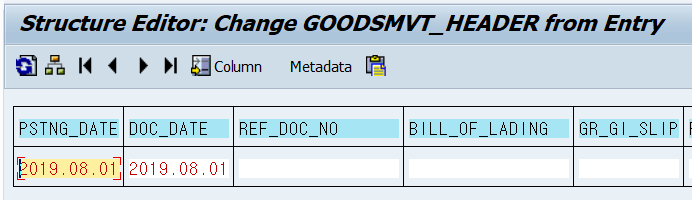 Structure Editor: Change GOODSMVT_HEADER from Entry
Column Metadata
PSTNG_DATE DOC_DATE REF_DOC_NO BILL_OF_LADING GR_GI_SLIP
2019.08.01 2019.08.01